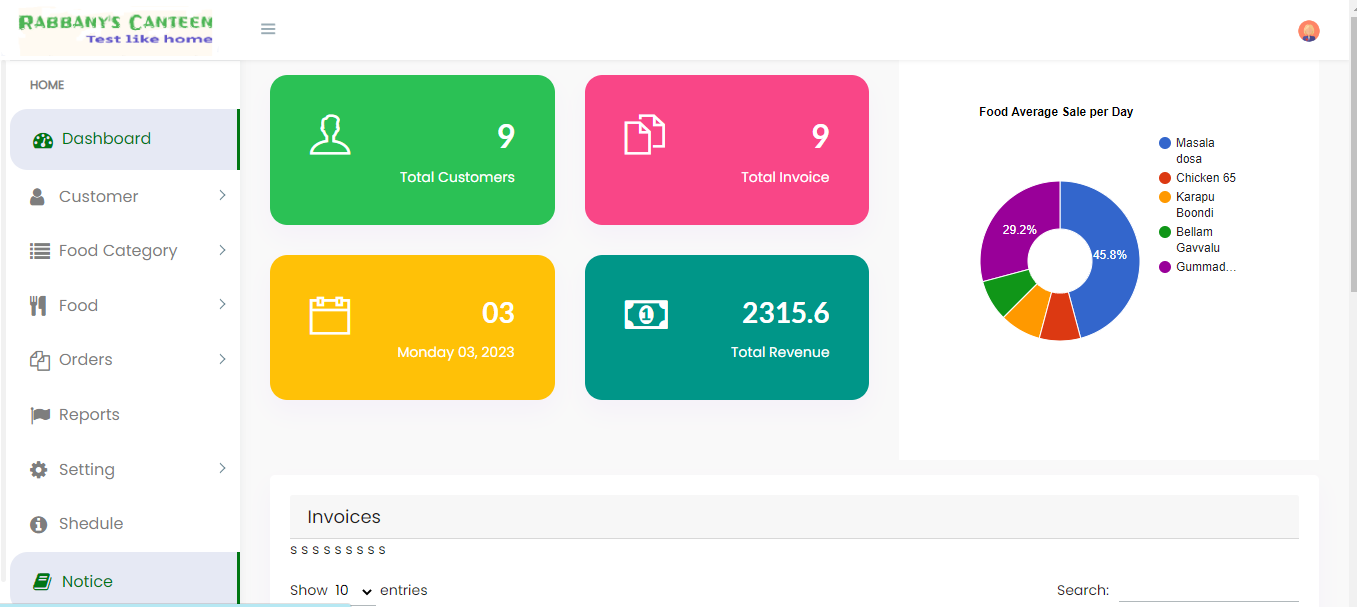 RABBANY'S CANTEEN
Test like home
HOME
Dashboard
Customer
Food Category
Food
Orders
Reports
Setting
Shedule
Notice
9
Total Customers
9
Total Invoice
03
Monday 03, 2023
1
2315.6
Total Revenue
Food Average Sale per Day
29.2%
45.8%
Masala
dosa
Chicken 65
Karapu
Boondi
Bellam
Gavvalu
Gummad...
Invoices
s s s s s s s s s
Show 10 entries
Search: